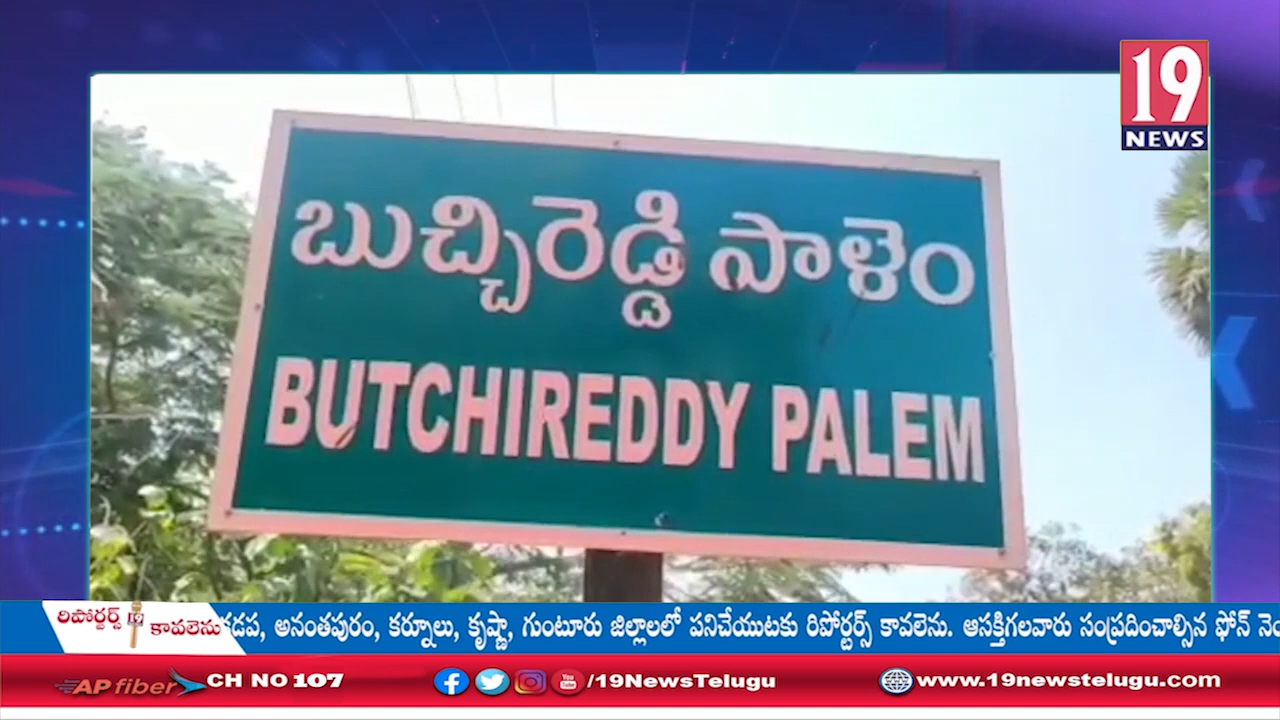 19
NEWS
బుచ్చిరెడ్డి పాళెం
BUTCHIREDDY PALEM
రిపోర్టర్స్ కావలెను
కడప, అనంతపురం, కర్నూలు, కృష్ణా, గుంటూరు జిల్లాలలో పనిచేయుటకు రిపోర్టర్స్ కావలెను. ఆసక్తిగలవారు సంప్రదించాల్సిన ఫోన్
AP fiber CH NO 107 /19NewsTelugu www.19newstelugu.com